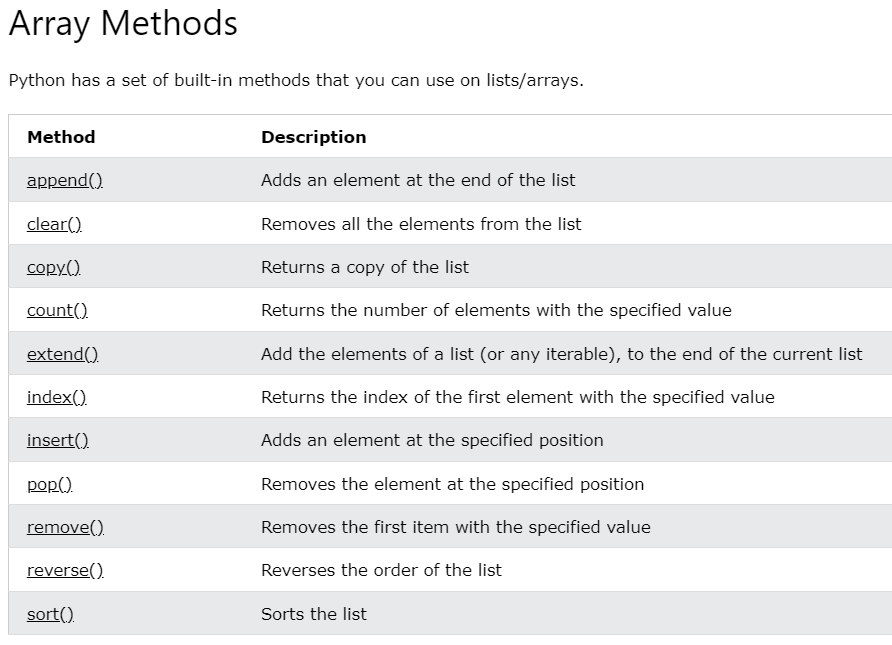 Array Methods
Python has a set of built-in methods that you can use on lists/arrays.
Method Description
append() Adds an element at the end of the list
clear() Removes all the elements from the list
copy() Returns a copy of the list
count() Returns the number of elements with the specified value
extend() Add the elements of a list (or any iterable), to the end of the current list
index() Returns the index of the first element with the specified value
insert() Adds an element at the specified position
pop() Removes the element at the specified position
remove() Removes the first item with the specified value
reverse() Reverses the order of the list
sort() Sorts the list